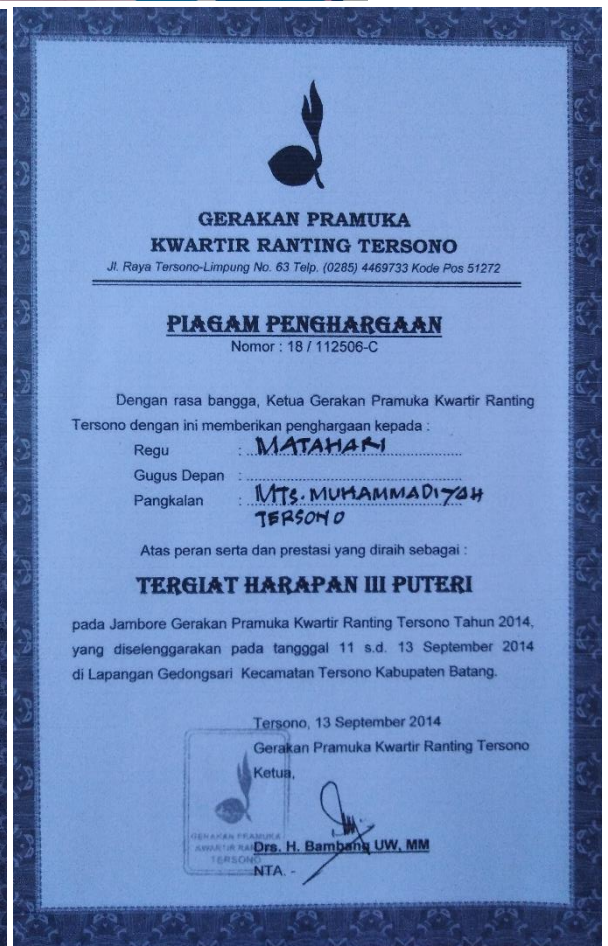 GERAKAN PRAMUKA
KWARTIR RANTING TERSONO
Jl. Raya Tersono-Limpung No. 63 Telp. (0285) 4469733 Kode Pos 51272
PIAGAM PENGHARGAAN
Nomor : 18 / 112506-C
Dengan rasa bangga, Ketua Gerakan Pramuka Kwartir Ranting
Tersono dengan ini memberikan penghargaan kepada :
Regu : MATAHARI
Gugus Depan :
Pangkalan : MTs. MUHAMMADIYAH
TERSONO
Atas peran serta dan prestasi yang diraih sebagai :
TERGIAT HARAPAN III PUTERI
pada Jambore Gerakan Pramuka Kwartir Ranting Tersono Tahun 2014,
yang diselenggarakan pada tangggal 11 s.d. 13 September 2014
di Lapangan Gedongsari Kecamatan Tersono Kabupaten Batang.
Tersono, 13 September 2014
Gerakan Pramuka Kwartir Ranting Tersono
Ketua,
GERAKAN PRAMUKA
KWARTIR RAN
TERSONO
Drs. H. Bambang UW, MM
NTA. -